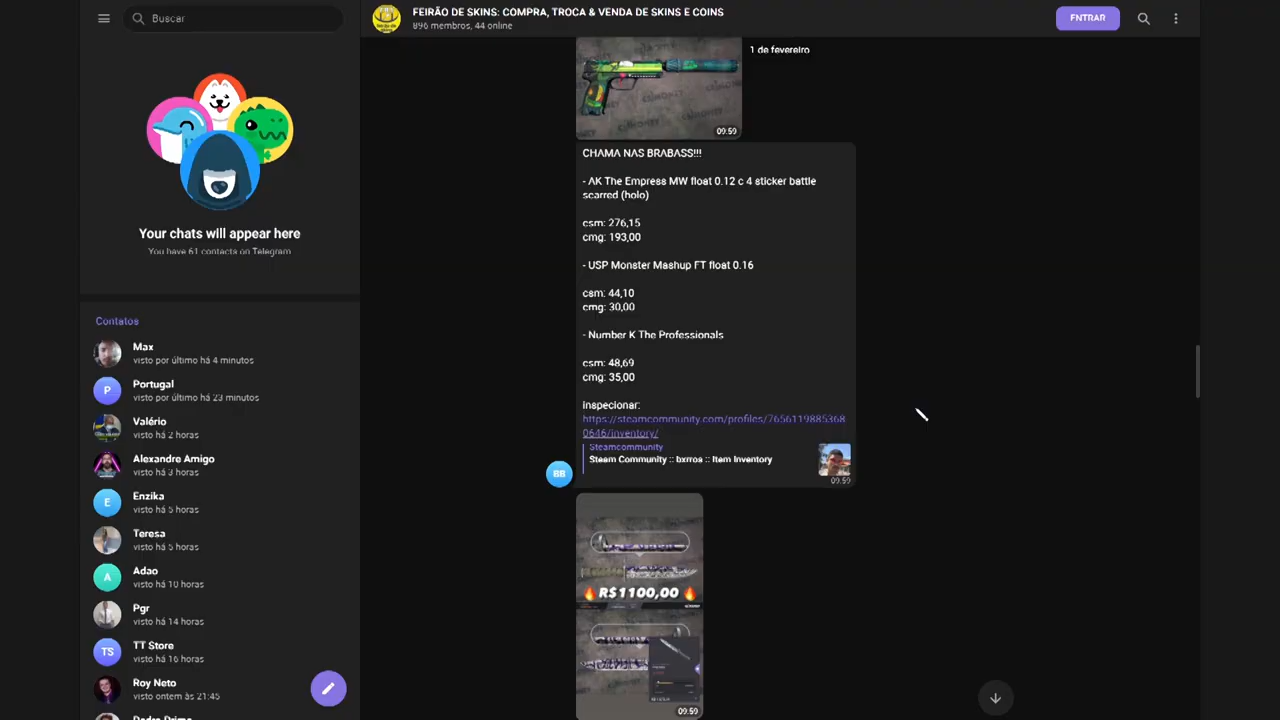 Buscar
Your chats will appear here
You have 61 contacts on Telegram
Contatos
Max
visto por último há 4 minutos
P
Portugal
visto por último há 23 minutos
Valério
visto há 2 horas
Alexandre Amigo
visto há 3 horas
E
Enzika
visto há 5 horas
Teresa
visto há 5 horas
A
Adao
visto há 10 horas
Pgr
visto há 14 horas
TS
TT Store
visto há 16 horas
Roy Neto
visto ontem às 21:45
FEIRÃO DE SKINS: COMPRA, TROCA & VENDA DE SKINS E COINS
896 membros, 44 online
ENTRAR
1 de fevereiro
09:59
CHAMA NAS BRABASS!!!
- AK The Empress MW float 0.12 c 4 sticker battle
scarred (holo)
csm: 276,15
cmg: 193,00
- USP Monster Mashup FT float 0.16
csm: 44,10
cmg: 30,00
- Number K The Professionals
csm: 48,69
cmg: 35,00
inspecionar:
https://steamcommunity.com/profiles/7656119885368
0646/inventory/
Steamcommunity
Steam Community :: bxrros :: Item Inventory
09:59
BB
R$1100,00
09:59